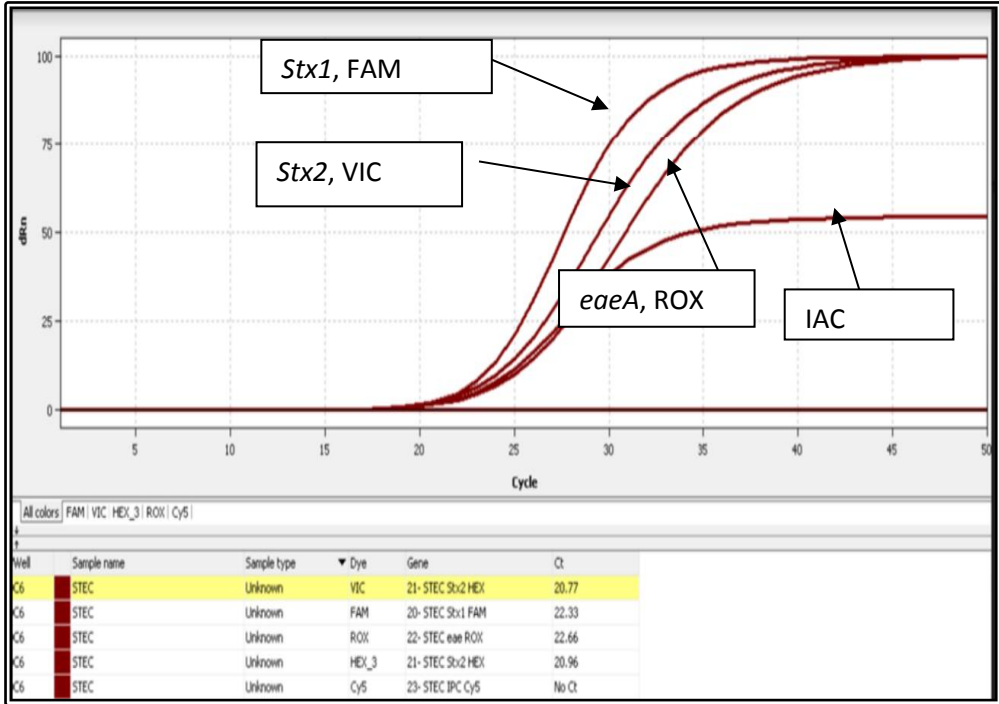 100
75
50
25
0
dRn
Stx1, FAM
Stx2, VIC
eaeA, ROX
IAC
5 10 15 20 25 30 35 40 45 50
Cycle
All colors FAM VIC HEX_3 ROX Cy5
Well Sample name Sample type Dye Gene Ct
C6 STEC Unknown VIC 21- STEC Stx2 HEX 20.77
C6 STEC Unknown FAM 20- STEC Stx1 FAM 22.33
C6 STEC Unknown ROX 22- STEC eae ROX 22.66
C6 STEC Unknown HEX_3 21- STEC Stx2 HEX 20.96
C6 STEC Unknown Cy5 23- STEC IPC Cy5 No Ct